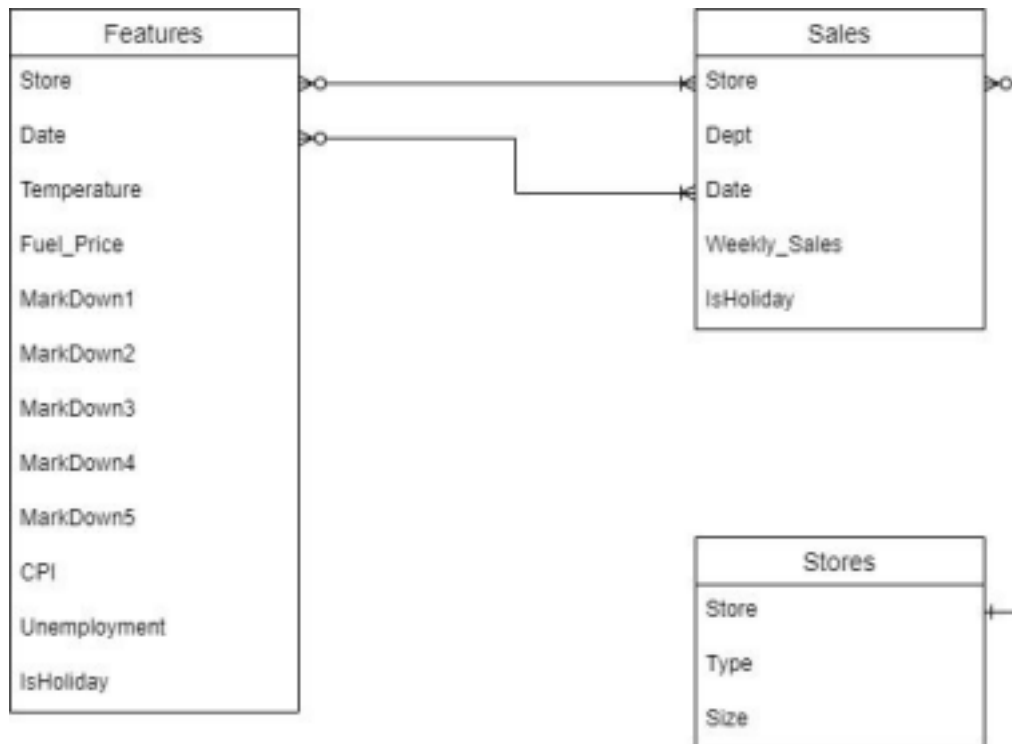 Features
Store
Date
Temperature
Fuel_Price
MarkDown1
MarkDown2
MarkDown3
MarkDown4
MarkDown5
CPI
Unemployment
IsHoliday
Sales
Store
Dept
Date
Weekly_Sales
IsHoliday
Stores
Store
Type
Size